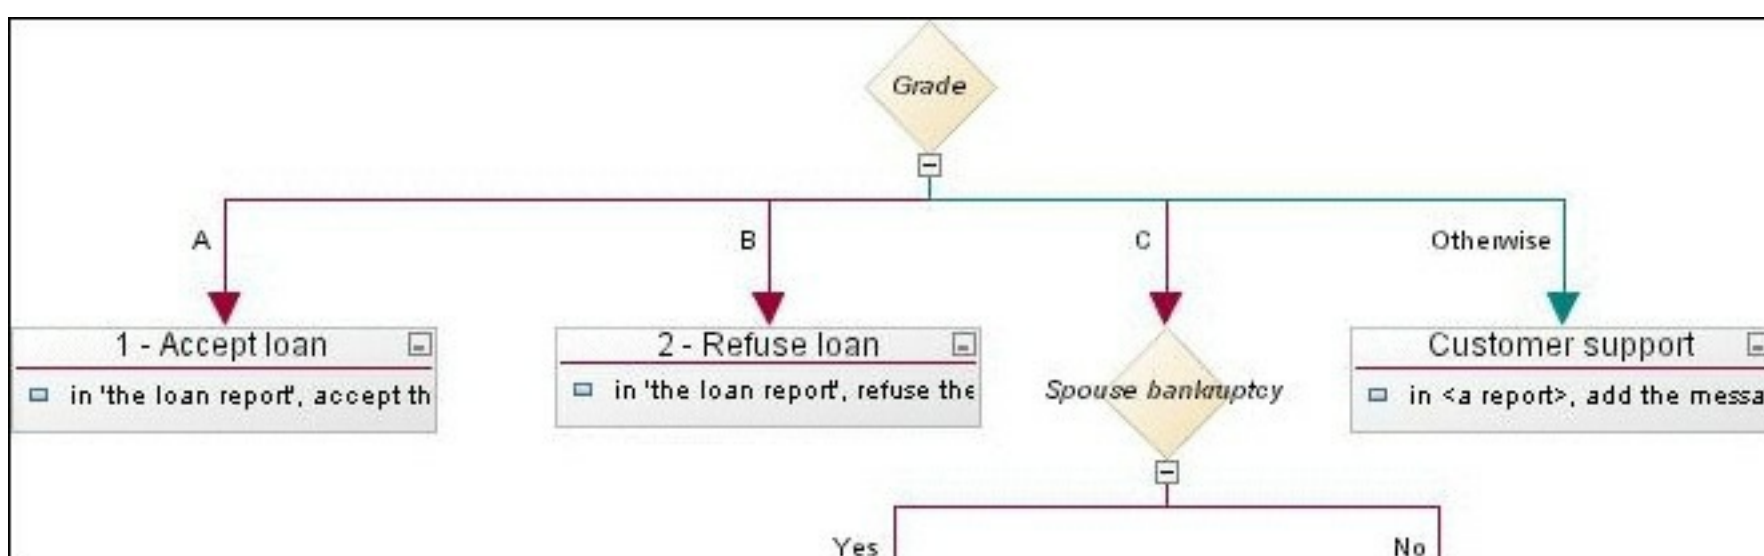 Grade
A
B
C
Otherwise
1 - Accept loan
in 'the loan report', accept th
2 - Refuse loan
in 'the loan report', refuse the
Spouse bankruptcy
Customer support
in <a report>, add the messa
Yes
No